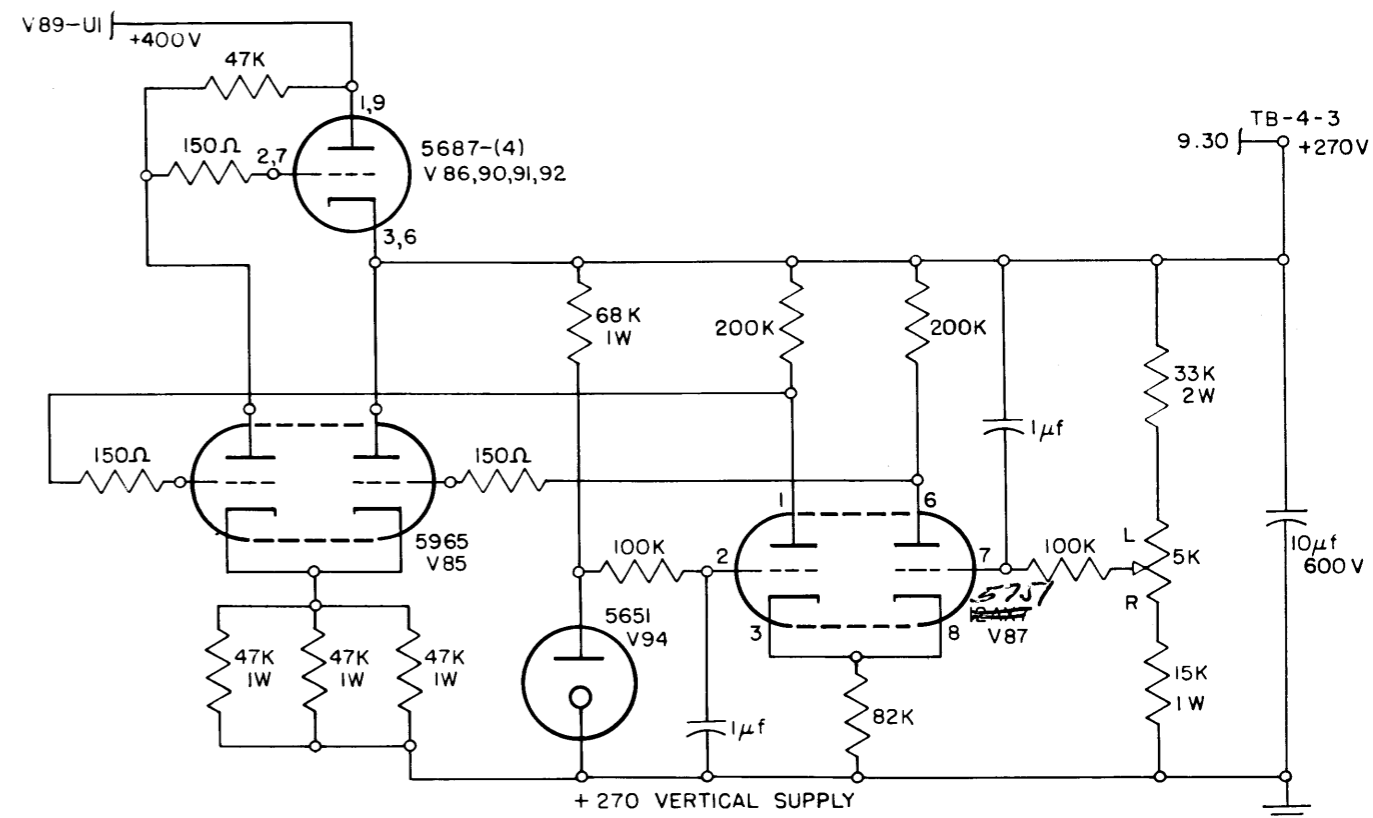 V89-U1
+400V
47K
1,9
150Ω
2,7
5687-(4)
V 86,90,91,92
3,6
TB-4-3
9.30
+270V
68K
1W
200K
200K
33K
2W
1μf
150Ω
150Ω
1
6
5965
V85
100K
2
7
100K
L
5K
R
10μf
600V
5651
V94
3
8
5751
12AX7
V87
47K
1W
47K
1W
47K
1W
1μf
82K
15K
1W
+270 VERTICAL SUPPLY